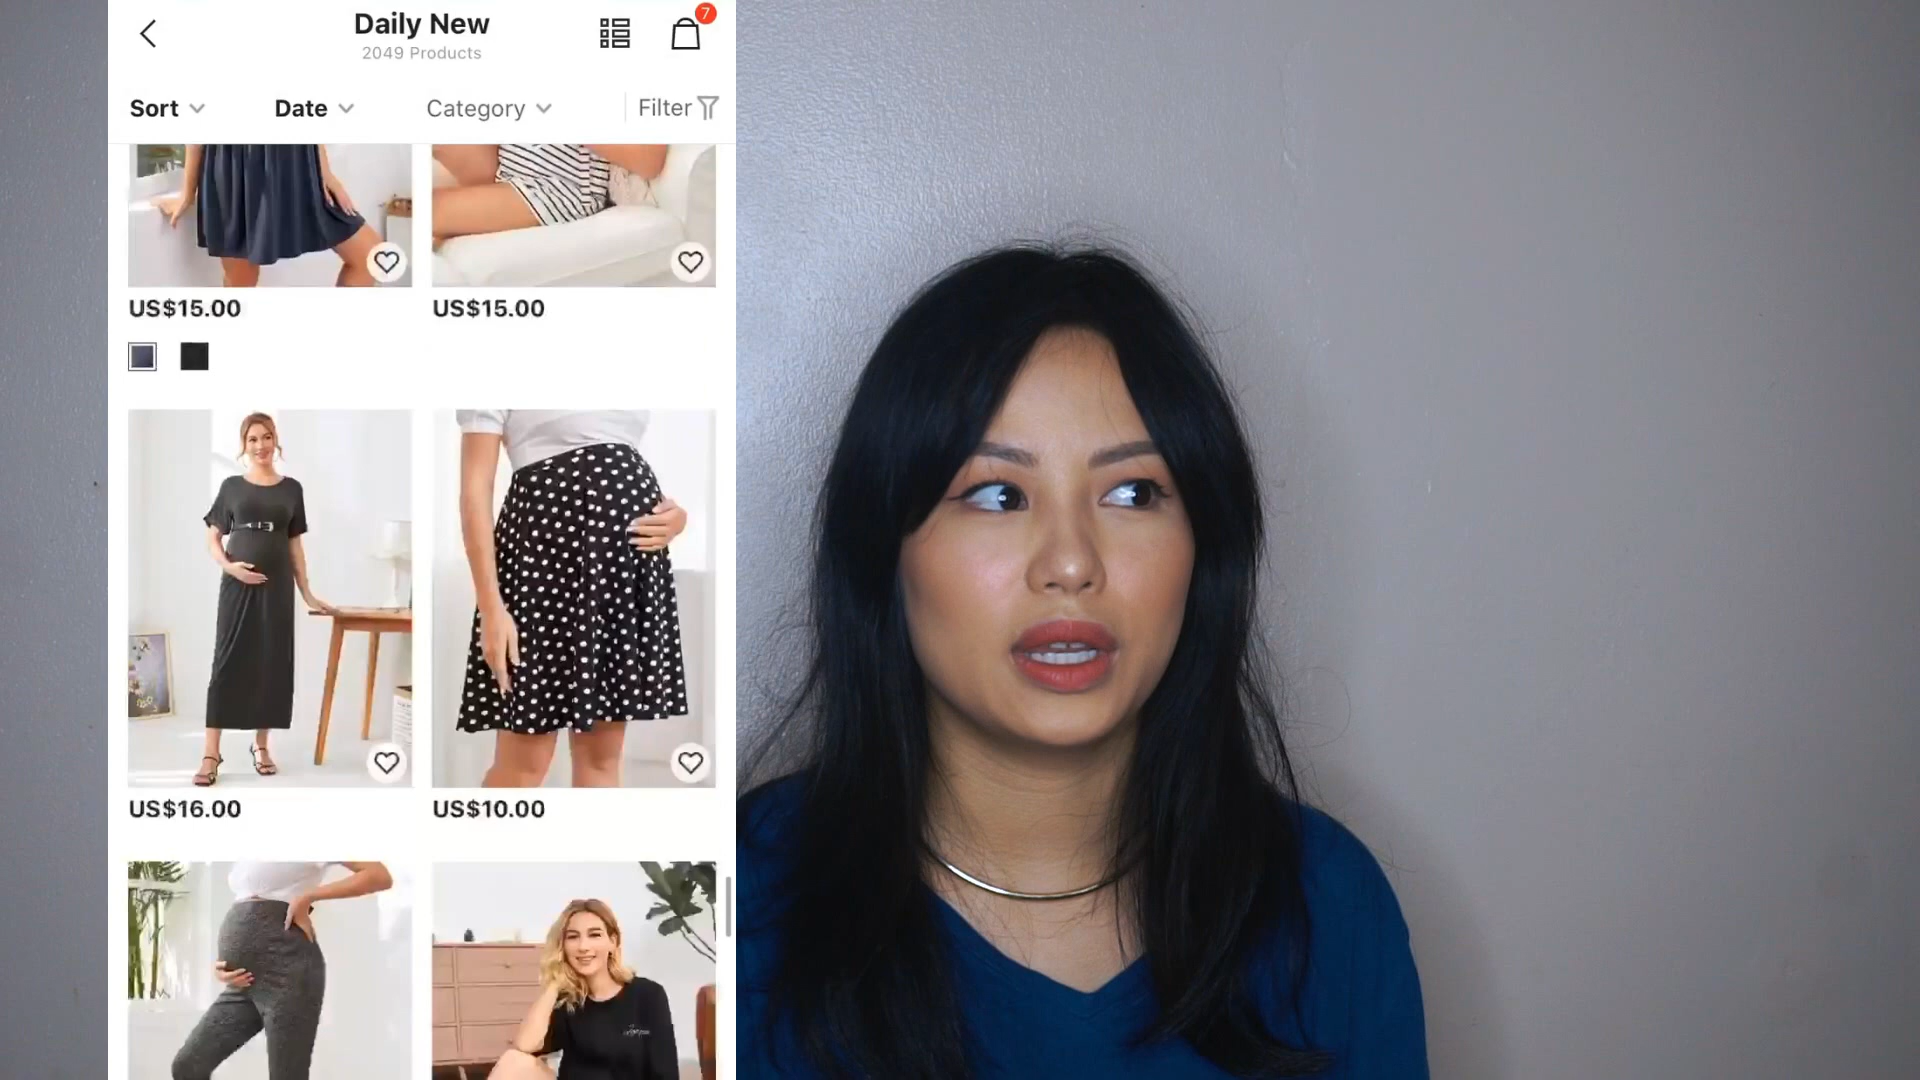 Daily New
7
2049 Products
Sort
Date
Category
Filter
US$15.00
US$15.00
US$16.00
US$10.00